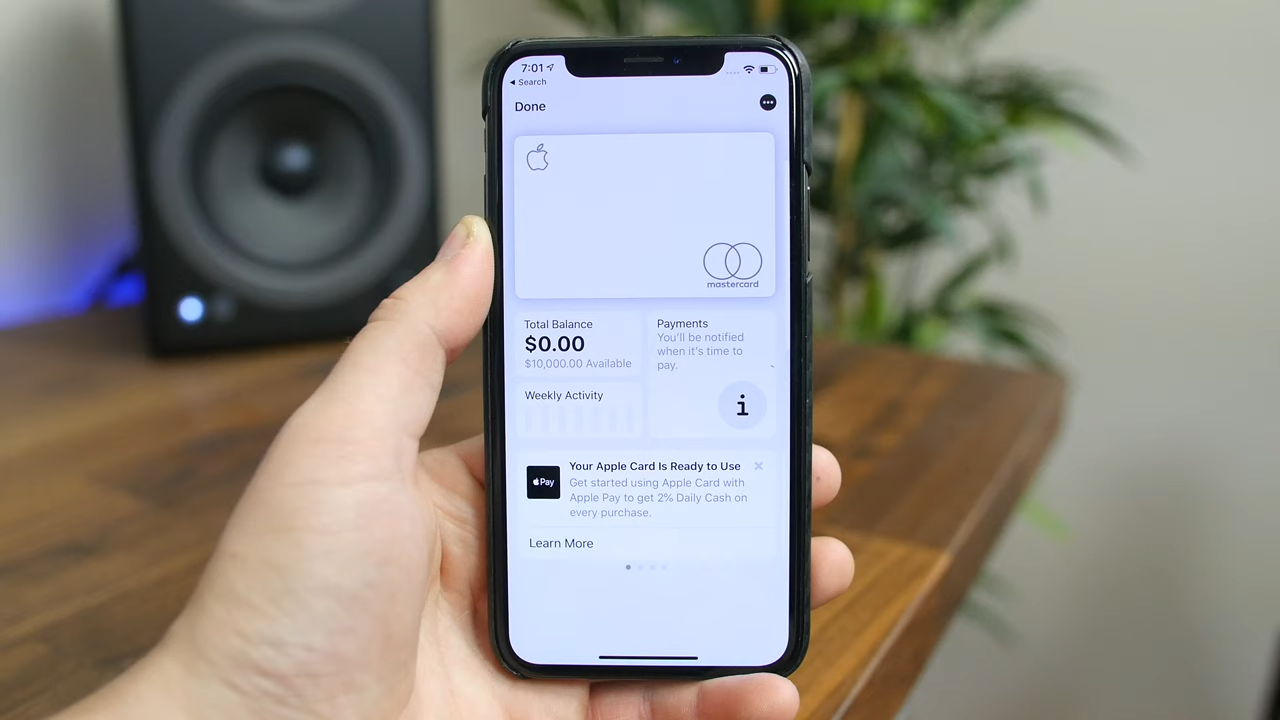 7:01
◀ Search
Done
mastercard
Total Balance
$0.00
$10,000.00 Available
Payments
You'll be notified
when it's time to
pay.
Weekly Activity
i
Your Apple Card Is Ready to Use
Get started using Apple Card with
Apple Pay to get 2% Daily Cash on
every purchase.
Pay
Learn More